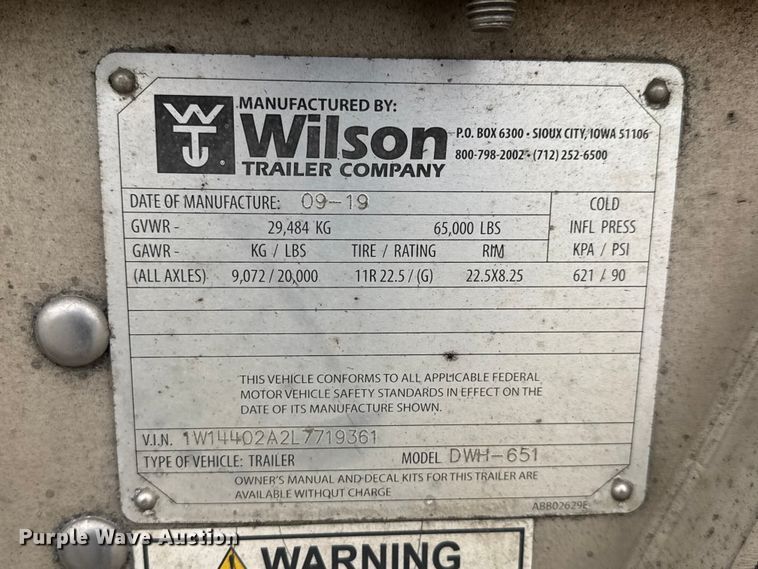 WTJ ®
MANUFACTURED BY:
Wilson
TRAILER COMPANY
P.O. BOX 6300 • SIOUX CITY, IOWA 51106
800-798-2002 • (712) 252-6500
DATE OF MANUFACTURE: 09-19 COLD
GVWR - 29,484 KG 65,000 LBS INFL PRESS
GAWR - KG / LBS TIRE / RATING RIM KPA / PSI
(ALL AXLES) 9,072 / 20,000 11R 22.5 / (G) 22.5X8.25 621 / 90
THIS VEHICLE CONFORMS TO ALL APPLICABLE FEDERAL
MOTOR VEHICLE SAFETY STANDARDS IN EFFECT ON THE
DATE OF ITS MANUFACTURE SHOWN.
V.I.N. 1W14402A2L7719361
TYPE OF VEHICLE: TRAILER MODEL DWH-651
OWNER'S MANUAL AND DECAL KITS FOR THIS TRAILER ARE
AVAILABLE WITHOUT CHARGE
ABB02629E
Purple Wave Auction
WARNING